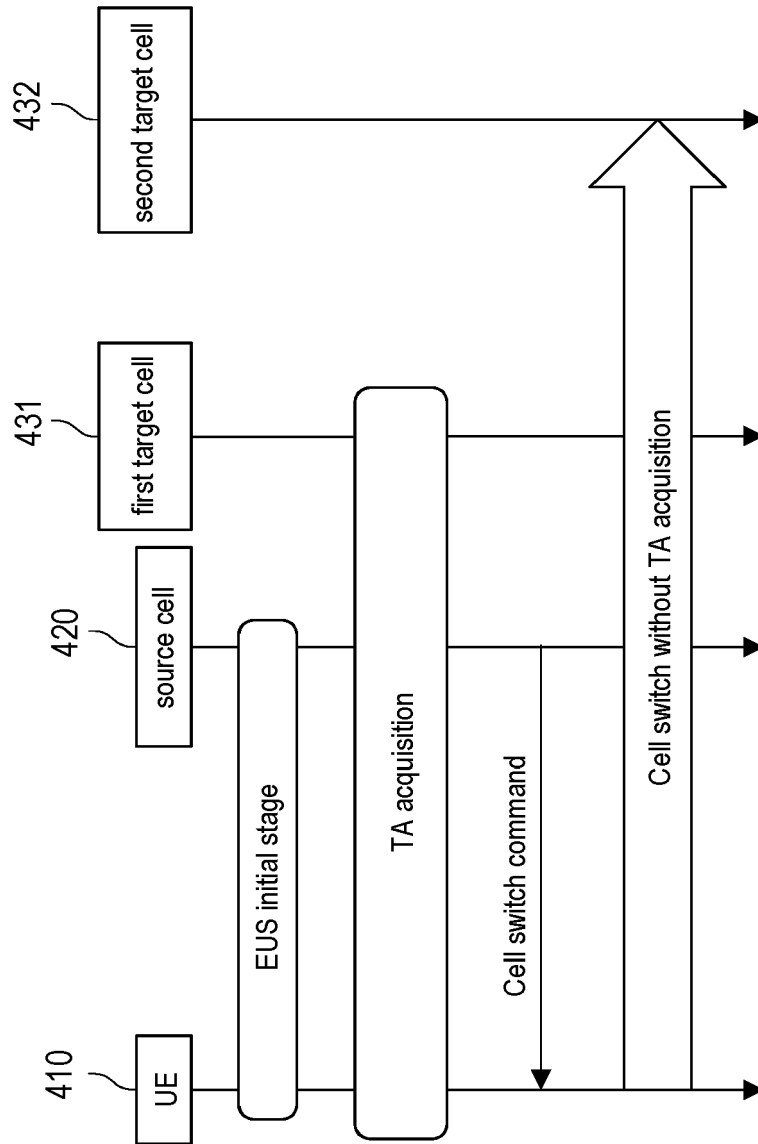 410
420
431
432
UE
source cell
first target cell
second target cell
EUS initial stage
TA acquisition
Cell switch command
Cell switch without TA acquisition